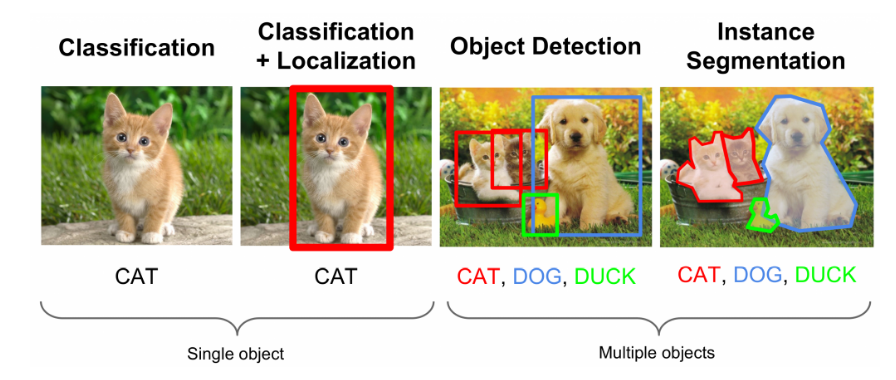 Classification
Classification
+ Localization
Object Detection
Instance
Segmentation
CAT
CAT
CAT, DOG, DUCK
CAT, DOG, DUCK
Single object
Multiple objects